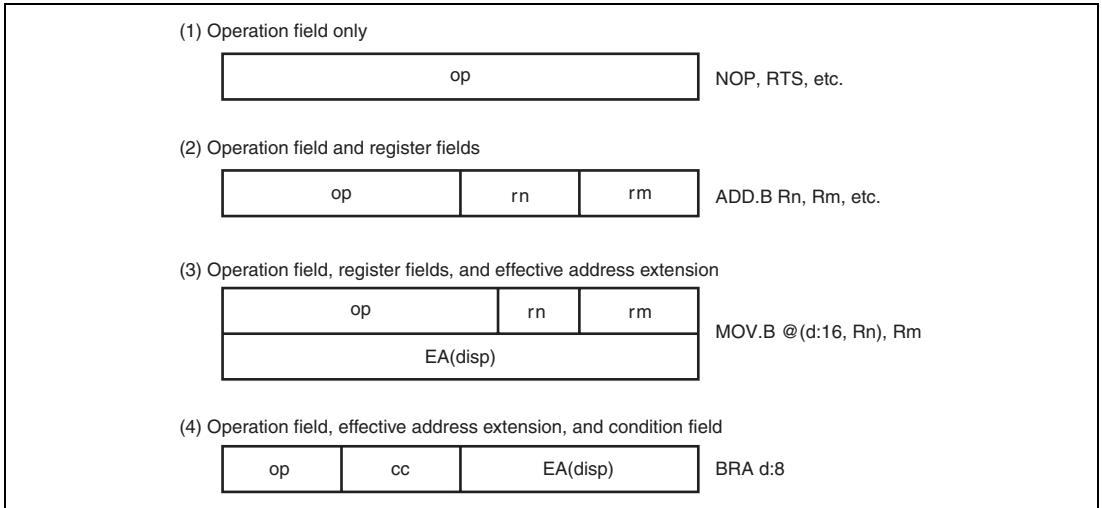 (1) Operation field only
op
NOP, RTS, etc.
(2) Operation field and register fields
op rn rm
ADD.B Rn, Rm, etc.
(3) Operation field, register fields, and effective address extension
op rn rm
MOV.B @(d:16, Rn), Rm
EA(disp)
(4) Operation field, effective address extension, and condition field
op cc EA(disp)
BRA d:8